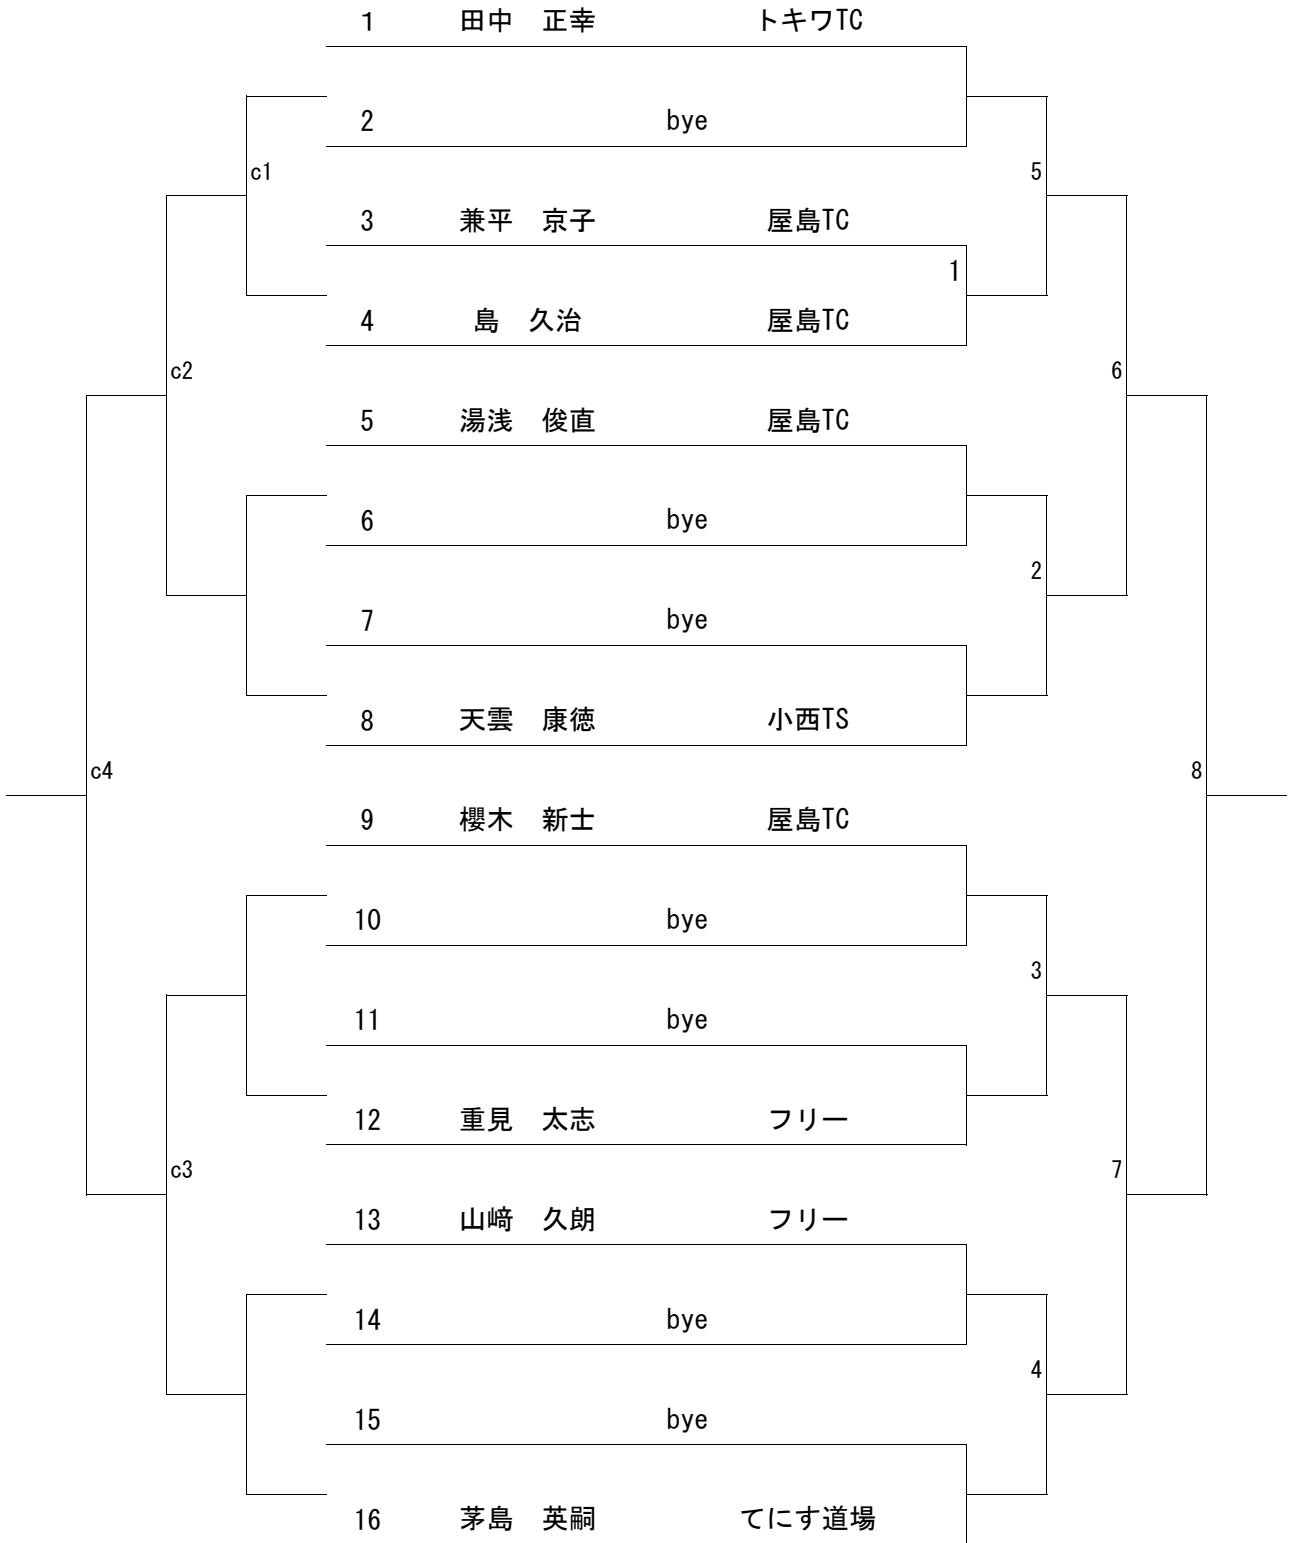 1 田中 正幸 トキワTC
2 bye
c1 5
3 兼平 京子 屋島TC
1
4 島 久治 屋島TC
c2 6
5 湯浅 俊直 屋島TC
6 bye
2
7 bye
8 天雲 康徳 小西TS
c4 8
9 櫻木 新士 屋島TC
10 bye
3
11 bye
12 重見 太志 フリー
c3 7
13 山﨑 久朗 フリー
14 bye
4
15 bye
16 茅島 英嗣 てにす道場